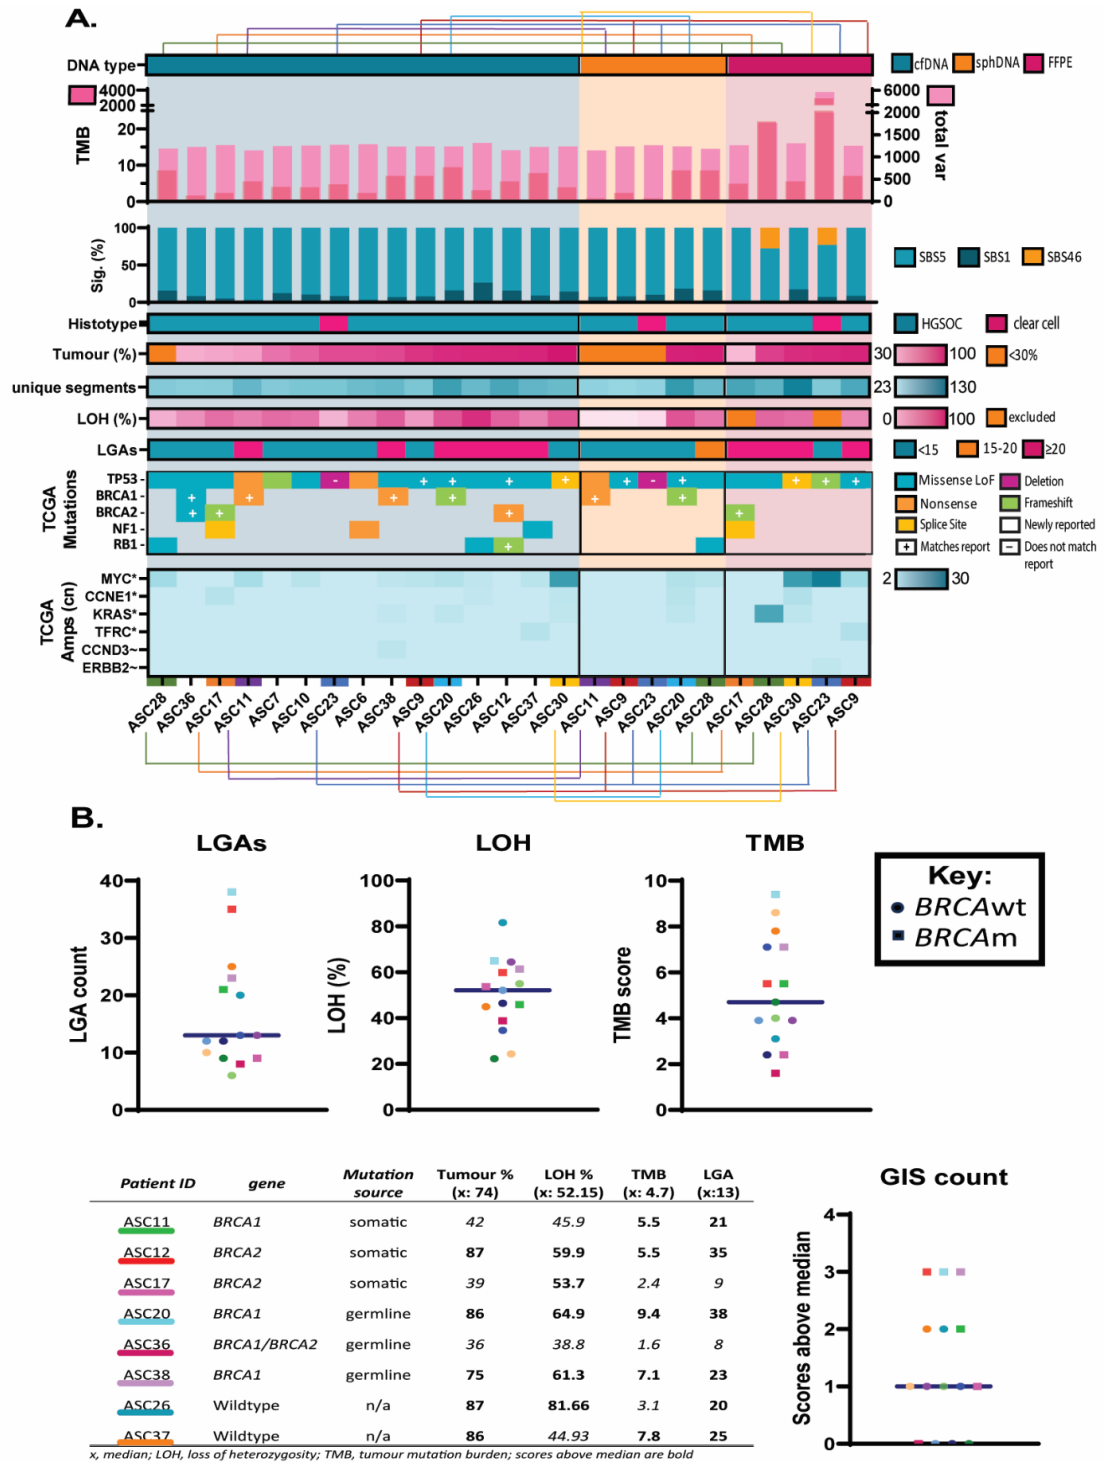 A.
DNA type
cfDNA sphDNA FFPE
4000
2000
20
10
0
TMB
6000
2000
1500
1000
500
0
total var
100
50
0
Sig. (%)
SBS5 SBS1 SBS46
Histotype
HGSOC clear cell
Tumour (%)
30 100 <30%
unique segments
23 130
LOH (%)
0 100 excluded
LGAs
<15 15-20 ≥20
TCGA
Mutations
TP53
BRCA1
BRCA2
NF1
RB1
Missense LoF Deletion
Nonsense Frameshift
Splice Site Newly reported
+ Matches report − Does not match
report
TCGA
Amps (cn)
MYC*
CCNE1*
KRAS*
TFRC*
CCND3~
ERBB2~
2 30
ASC28 ASC36 ASC17 ASC11 ASC7 ASC10 ASC23 ASC6 ASC38 ASC9 ASC20 ASC26 ASC12 ASC37 ASC30 ASC11 ASC9 ASC23 ASC20 ASC28 ASC17 ASC28 ASC30 ASC23 ASC9
B.
LGAs
40
30
20
10
0
LGA count
LOH
100
80
60
40
20
0
LOH (%)
TMB
10
8
6
4
2
0
TMB score
Key:
BRCAwt
BRCAm
Patient ID gene Mutation source Tumour % (x: 74) LOH % (x: 52.15) TMB (x: 4.7) LGA (x:13)
ASC11 BRCA1 somatic 42 45.9 5.5 21
ASC12 BRCA2 somatic 87 59.9 5.5 35
ASC17 BRCA2 somatic 39 53.7 2.4 9
ASC20 BRCA1 germline 86 64.9 9.4 38
ASC36 BRCA1/BRCA2 germline 36 38.8 1.6 8
ASC38 BRCA1 germline 75 61.3 7.1 23
ASC26 Wildtype n/a 87 81.66 3.1 20
ASC37 Wildtype n/a 86 44.93 7.8 25
x, median; LOH, loss of heterozygosity; TMB, tumour mutation burden; scores above median are bold
GIS count
4
3
2
1
0
Scores above median